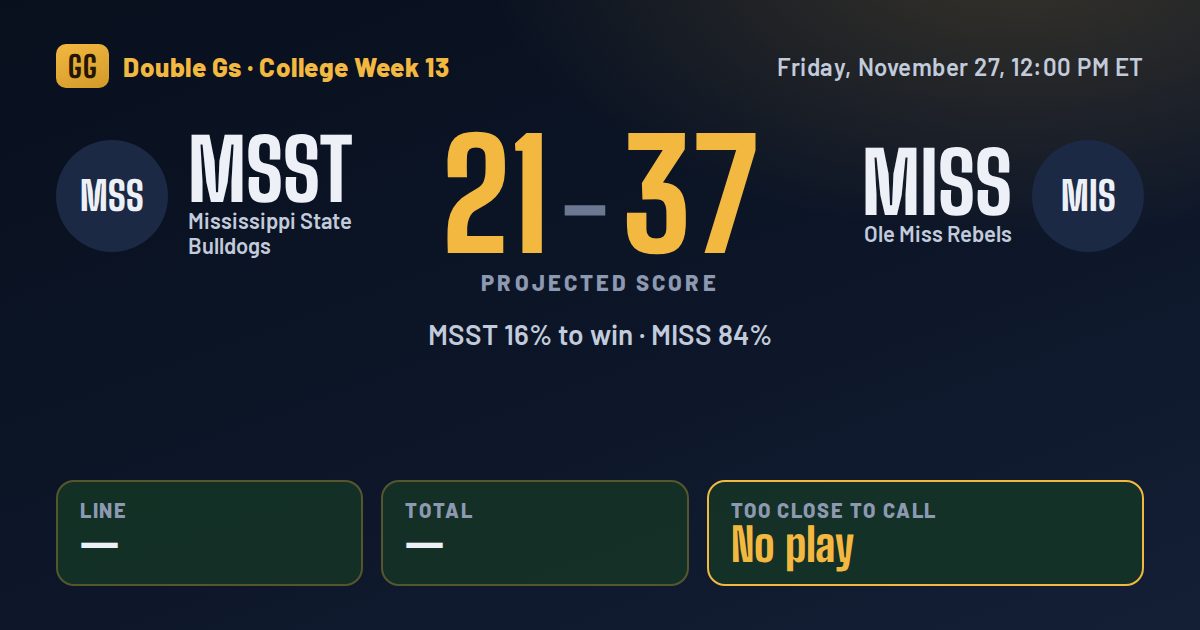 GG Double Gs · College Week 13
Friday, November 27, 12:00 PM ET
MSS
MSST
Mississippi State
Bulldogs
21 – 37
PROJECTED SCORE
MSST 16% to win · MISS 84%
MISS
Ole Miss Rebels
MIS
LINE
—
TOTAL
—
TOO CLOSE TO CALL
No play